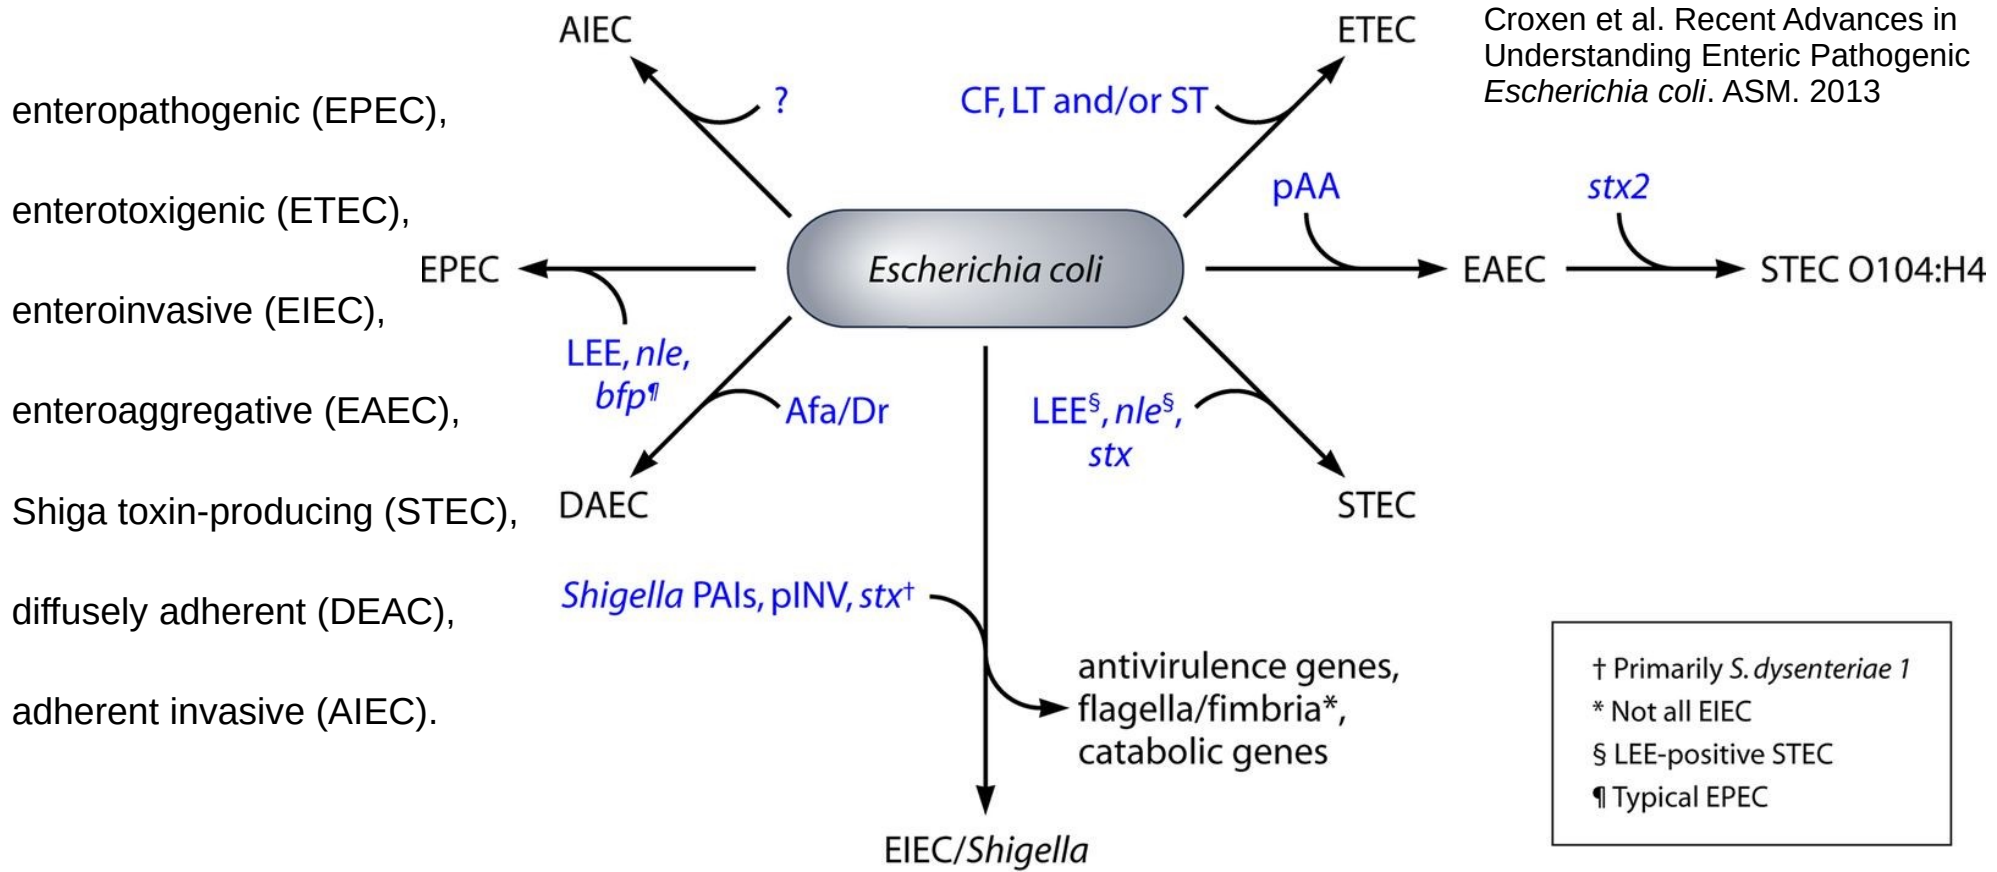 AIEC
ETEC
Croxen et al. Recent Advances in
Understanding Enteric Pathogenic
Escherichia coli. ASM. 2013
enteropathogenic (EPEC),
enterotoxigenic (ETEC),
enteroinvasive (EIEC),
enteroaggregative (EAEC),
Shiga toxin-producing (STEC),
diffusely adherent (DEAC),
adherent invasive (AIEC).
?
CF, LT and/or ST
pAA
stx2
EPEC
Escherichia coli
EAEC
STEC O104:H4
LEE, nle,
bfp¶
Afa/Dr
LEE§, nle§,
stx
DAEC
STEC
Shigella PAIs, pINV, stx†
antivirulence genes,
flagella/fimbria*,
catabolic genes
EIEC/Shigella
† Primarily S. dysenteriae 1
* Not all EIEC
§ LEE-positive STEC
¶ Typical EPEC